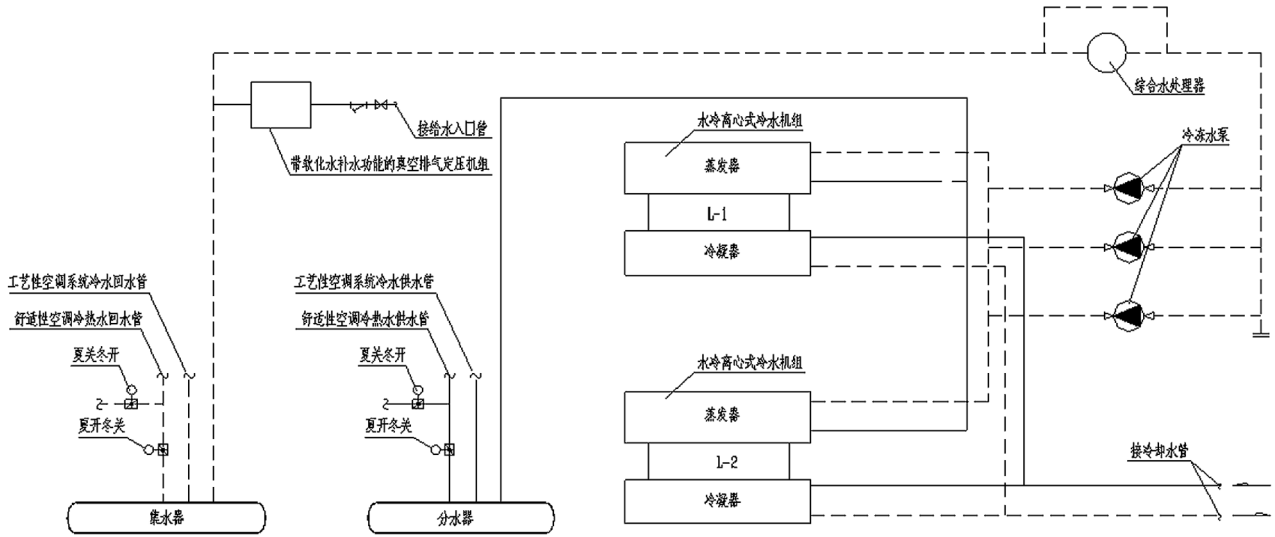 综合水处理器
接给水入口管
水冷离心式冷水机组
冷冻水泵
带软化水补水功能的真空排气定压机组
蒸发器
L-1
冷凝器
工艺性空调系统冷水回水管
工艺性空调系统冷水供水管
舒适性空调冷热水回水管
舒适性空调冷热水供水管
夏关冬开
夏关冬开
水冷离心式冷水机组
蒸发器
夏开冬关
夏开冬关
L-2
接冷却水管
冷凝器
集水器
分水器